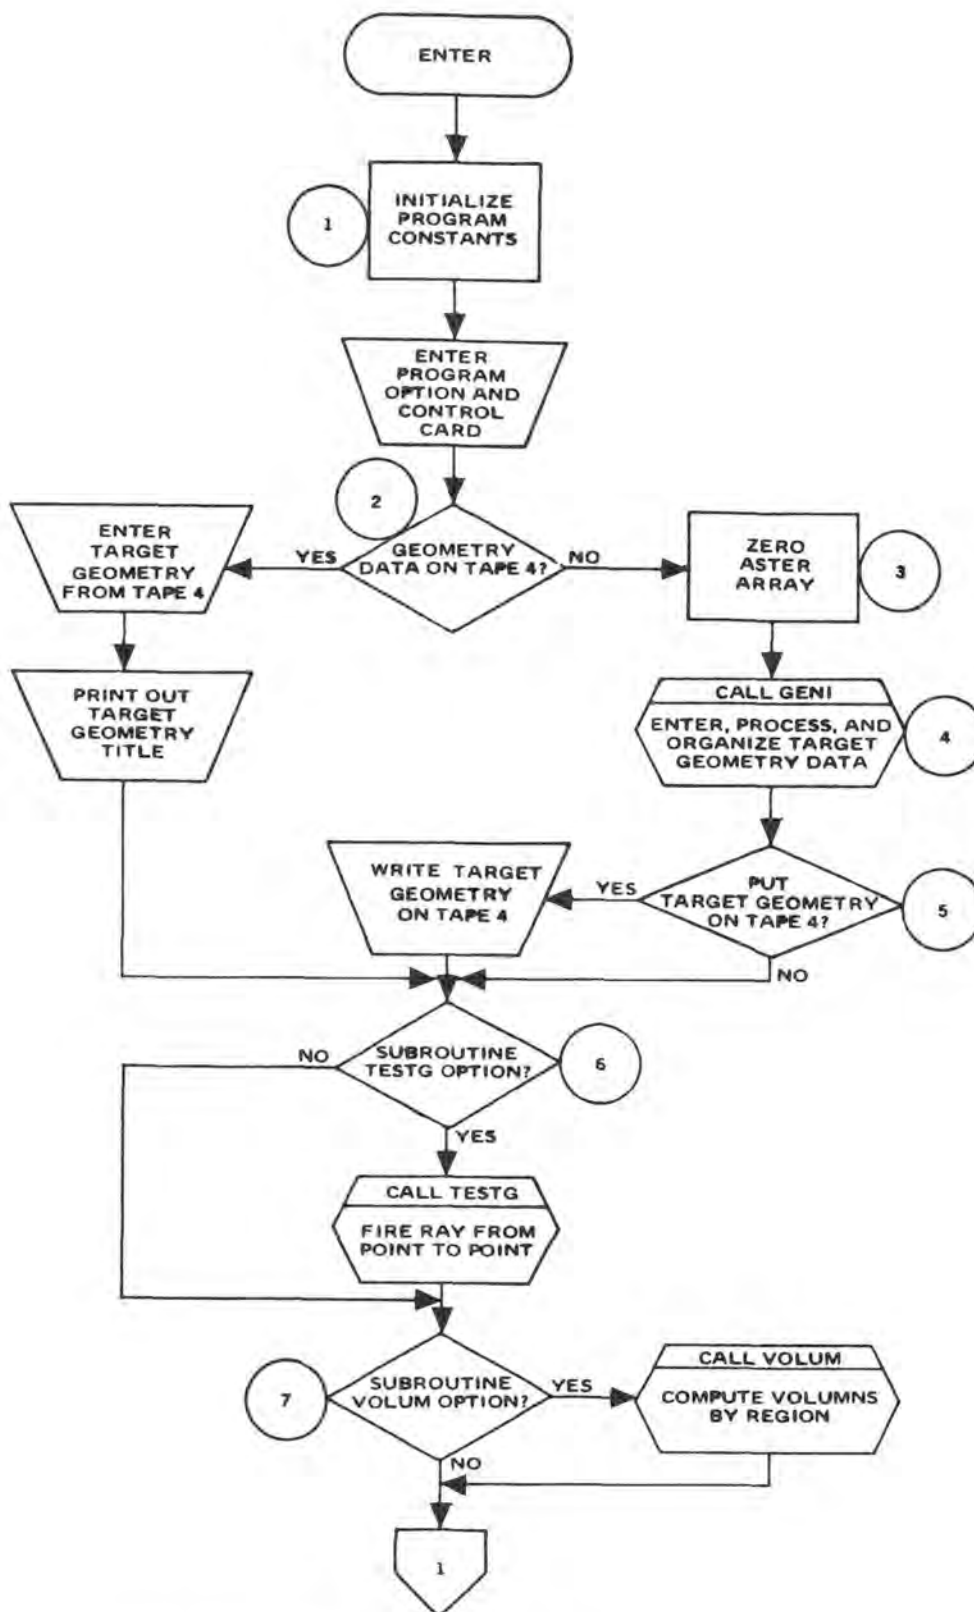 ENTER
INITIALIZE
PROGRAM
CONSTANTS
1
ENTER
PROGRAM
OPTION AND
CONTROL
CARD
2
GEOMETRY
DATA ON TAPE 4?
YES
NO
ENTER
TARGET
GEOMETRY
FROM TAPE 4
ZERO
ASTER
ARRAY
3
PRINT OUT
TARGET
GEOMETRY
TITLE
CALL GENI
ENTER, PROCESS, AND
ORGANIZE TARGET
GEOMETRY DATA
4
PUT
TARGET GEOMETRY
ON TAPE 4?
5
YES
NO
WRITE TARGET
GEOMETRY
ON TAPE 4
SUBROUTINE
TESTG OPTION?
6
NO
YES
CALL TESTG
FIRE RAY FROM
POINT TO POINT
7
SUBROUTINE
VOLUM OPTION?
YES
NO
CALL VOLUM
COMPUTE VOLUMNS
BY REGION
1